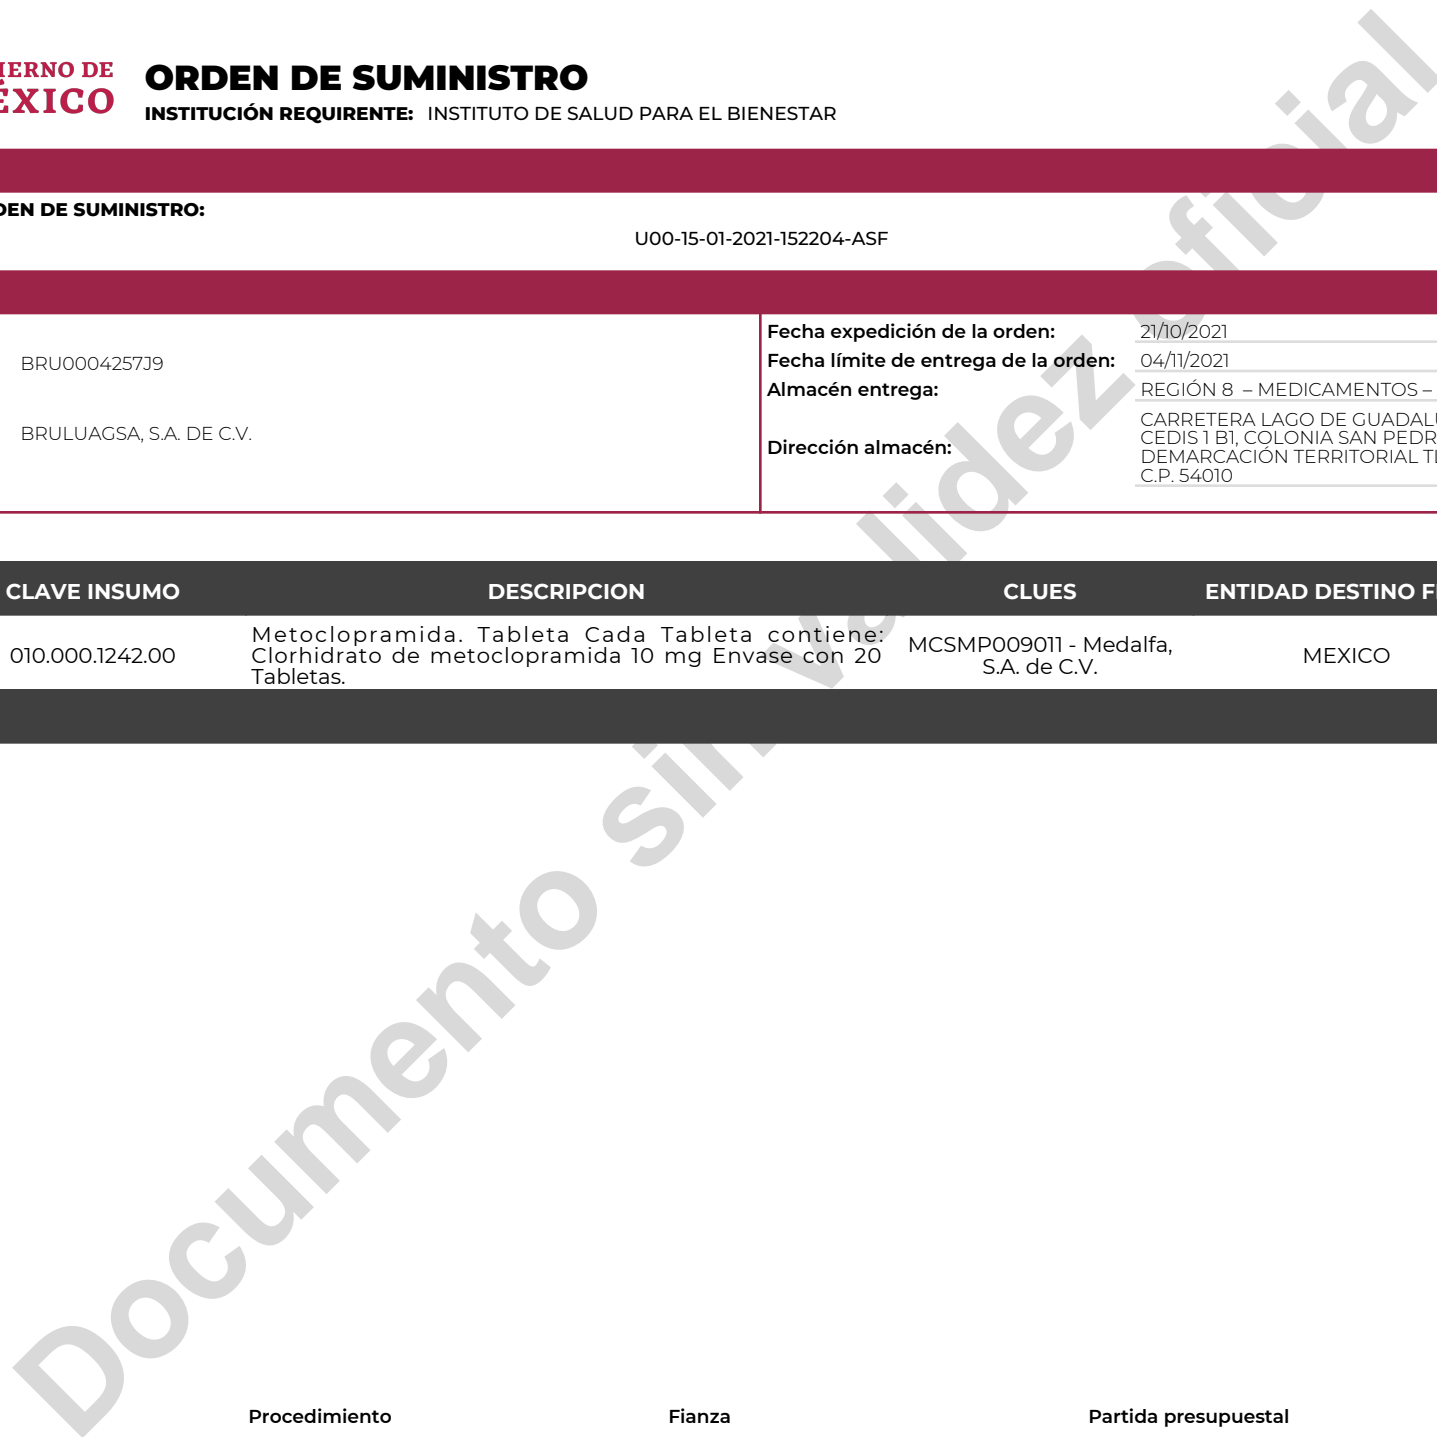 IERNO DE
ÉXICO
ORDEN DE SUMINISTRO
INSTITUCIÓN REQUIRENTE: INSTITUTO DE SALUD PARA EL BIENESTAR
DEN DE SUMINISTRO:
U00-15-01-2021-152204-ASF
BRU0004257J9
BRULUAGSA, S.A. DE C.V.
Fecha expedición de la orden: 21/10/2021
Fecha límite de entrega de la orden: 04/11/2021
Almacén entrega: REGIÓN 8 – MEDICAMENTOS –
Dirección almacén:
CARRETERA LAGO DE GUADAL
CEDIS 1 B1, COLONIA SAN PEDR
DEMARCACIÓN TERRITORIAL TL
C.P. 54010
CLAVE INSUMO DESCRIPCION CLUES ENTIDAD DESTINO F
010.000.1242.00
Metoclopramida. Tableta Cada Tableta contiene:
Clorhidrato de metoclopramida 10 mg Envase con 20
Tabletas.
MCSMP009011 - Medalfa,
S.A. de C.V.
MEXICO
Documento sin validez oficial
Procedimiento Fianza Partida presupuestal